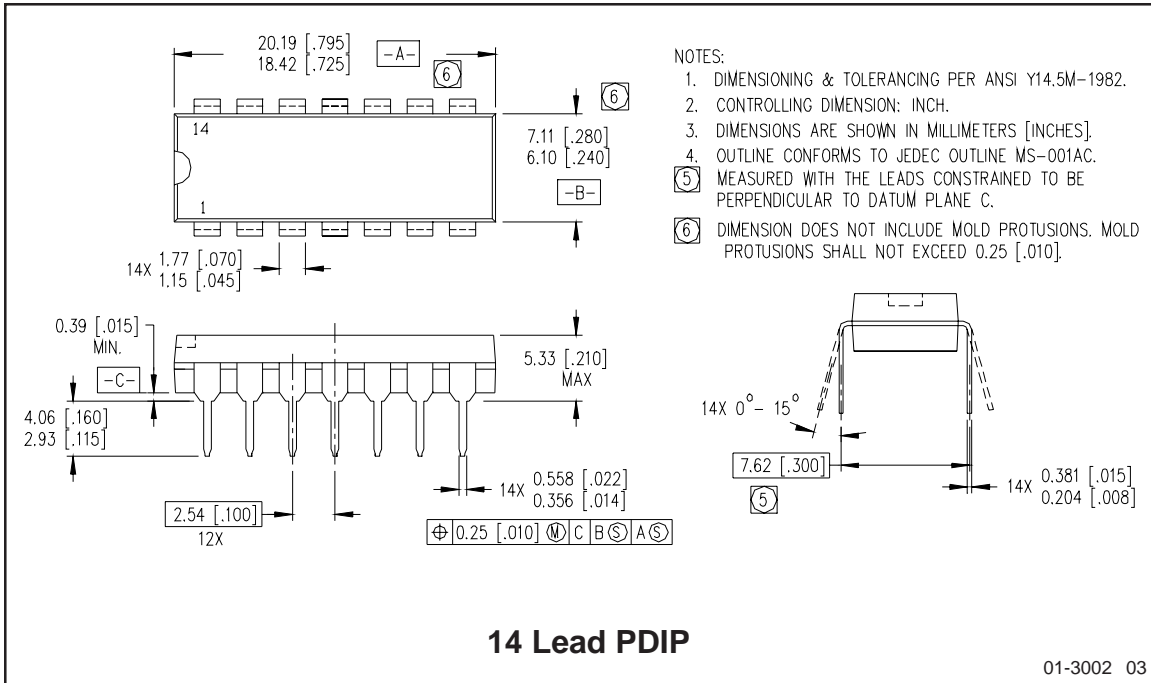 20.19 [.795]
18.42 [.725]
-A-
6
6
14
1
7.11 [.280]
6.10 [.240]
-B-
14X 1.77 [.070]
1.15 [.045]
NOTES:
1. DIMENSIONING & TOLERANCING PER ANSI Y14.5M-1982.
2. CONTROLLING DIMENSION: INCH.
3. DIMENSIONS ARE SHOWN IN MILLIMETERS [INCHES].
4. OUTLINE CONFORMS TO JEDEC OUTLINE MS-001AC.
5 MEASURED WITH THE LEADS CONSTRAINED TO BE
PERPENDICULAR TO DATUM PLANE C.
6 DIMENSION DOES NOT INCLUDE MOLD PROTUSIONS. MOLD
PROTUSIONS SHALL NOT EXCEED 0.25 [.010].
0.39 [.015]
MIN.
-C-
4.06 [.160]
2.93 [.115]
5.33 [.210]
MAX
2.54 [.100]
12X
14X 0.558 [.022]
0.356 [.014]
⌖ 0.25 [.010] Ⓜ C B Ⓢ A Ⓢ
14X 0°- 15°
7.62 [.300]
5
14X 0.381 [.015]
0.204 [.008]
14 Lead PDIP
01-3002 03